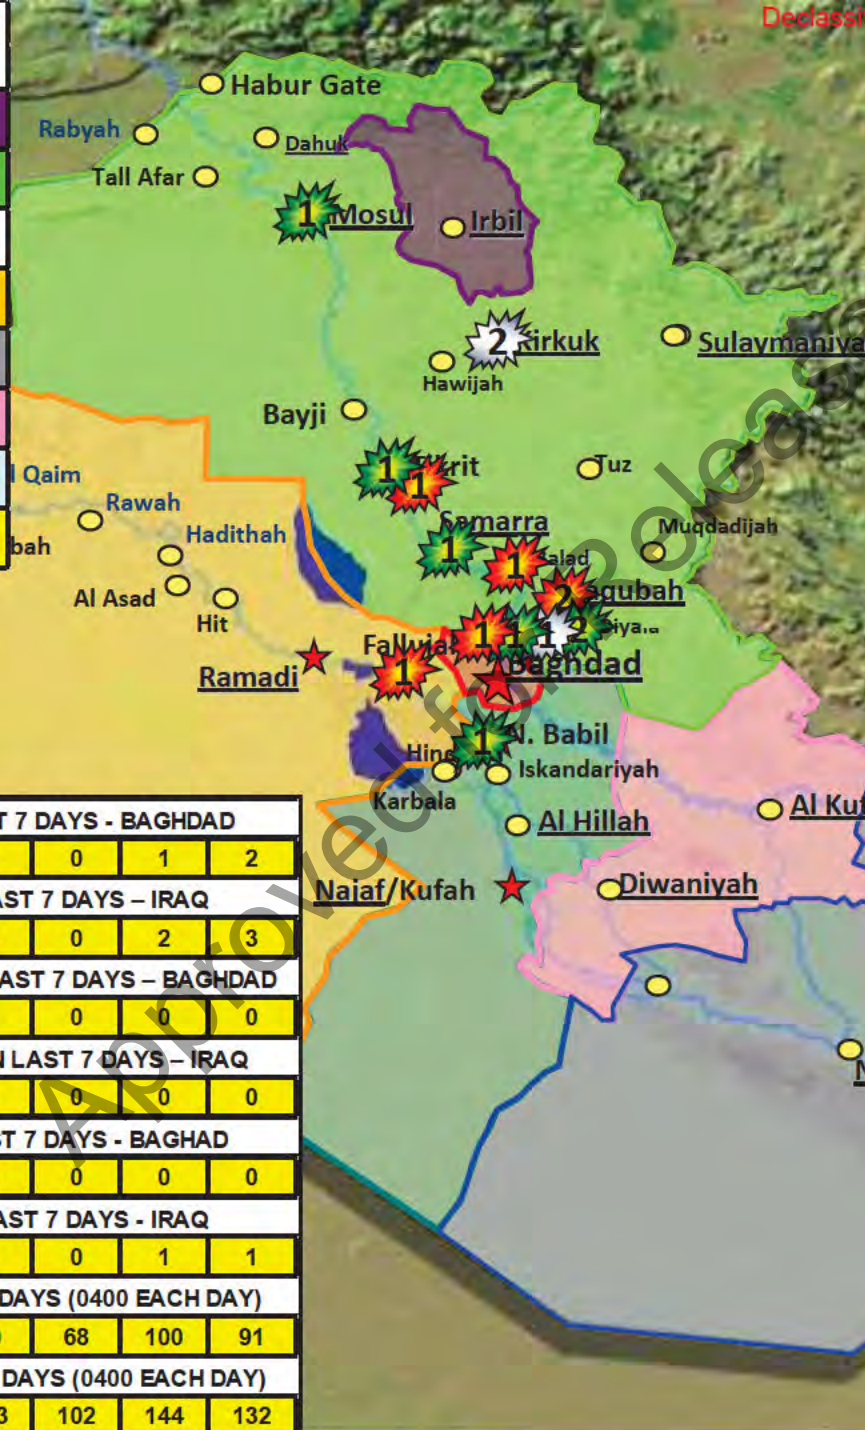 Habur Gate
Rabyah
Dahuk
Tall Afar
1 Mosul
Irbil
2 Kirkuk
Sulaymaniya
Hawijah
Bayji
1 1
Tuz
l Qaim
Rawah
Samarra
1
Muqdadijah
Hadithah
bah
1
Al Asad
2
Hit
Fallujah 1 1 1 2
Ramadi
1
Baghdad
1 N. Babil
Iskandariyah
Karbala
Al Hillah
Al Kuf
Najaf/Kufah
Diwaniyah
N
T 7 DAYS - BAGHDAD
0 1 2
AST 7 DAYS – IRAQ
0 2 3
AST 7 DAYS – BAGHDAD
0 0 0
N LAST 7 DAYS – IRAQ
0 0 0
ST 7 DAYS - BAGHAD
0 0 0
AST 7 DAYS - IRAQ
0 1 1
DAYS (0400 EACH DAY)
68 100 91
DAYS (0400 EACH DAY)
3 102 144 132
Approved for Release